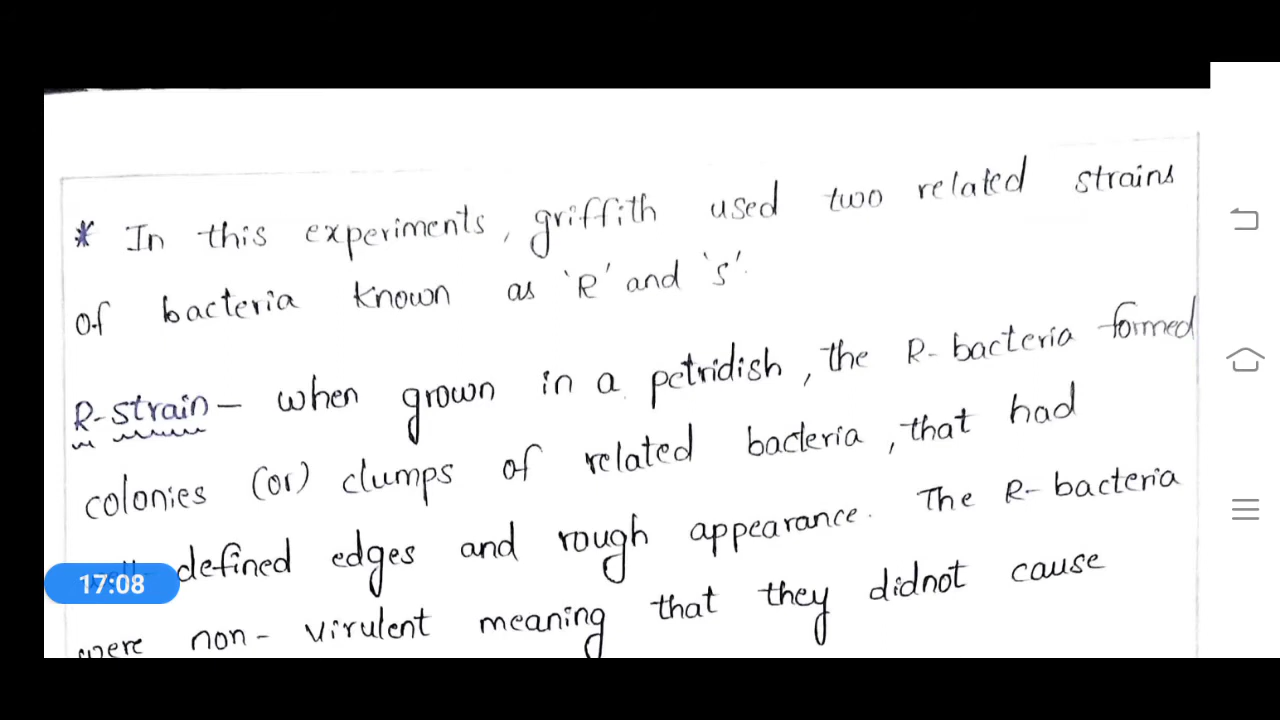 * In this experiments, griffith used two related strains
of bacteria known as 'R' and 's'.
R-strain - when grown in a petridish, the R-bacteria formed
colonies (or) clumps of related bacteria, that had
defined edges and rough appearance. The R-bacteria
17:08
were non-virulent meaning that they didnot cause